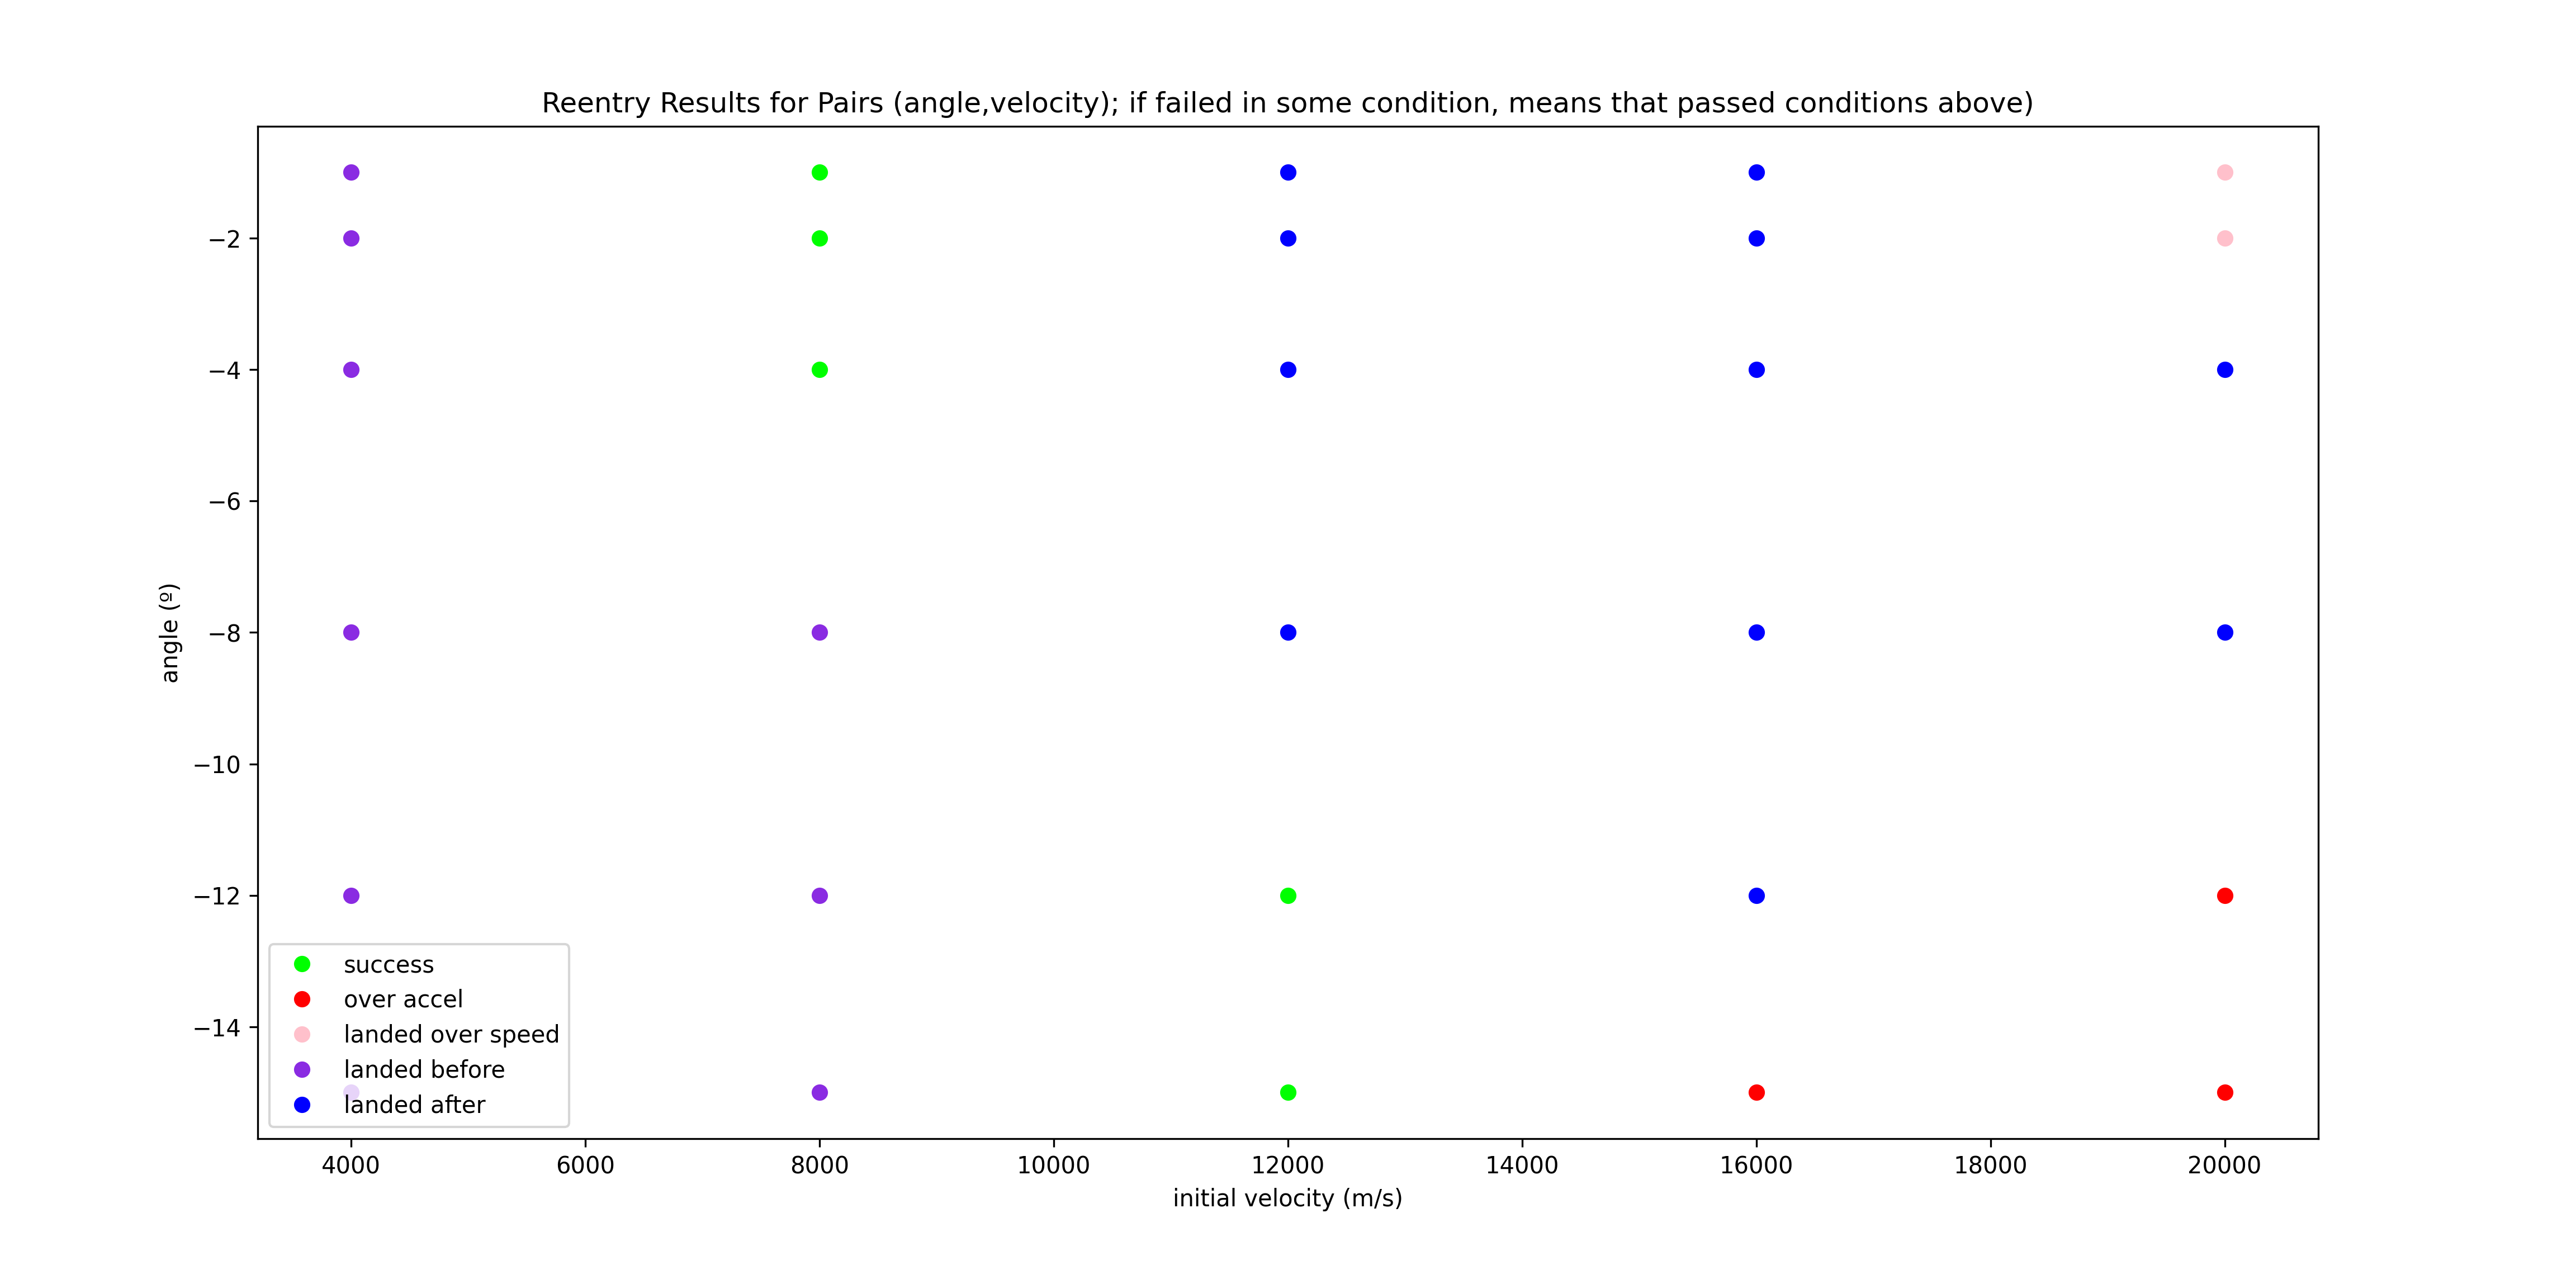 Reentry Results for Pairs (angle,velocity); if failed in some condition, means that passed conditions above)
angle (º)
−2
−4
−6
−8
−10
−12
−14
success
over accel
landed over speed
landed before
landed after
4000 6000 8000 10000 12000 14000 16000 18000 20000
initial velocity (m/s)